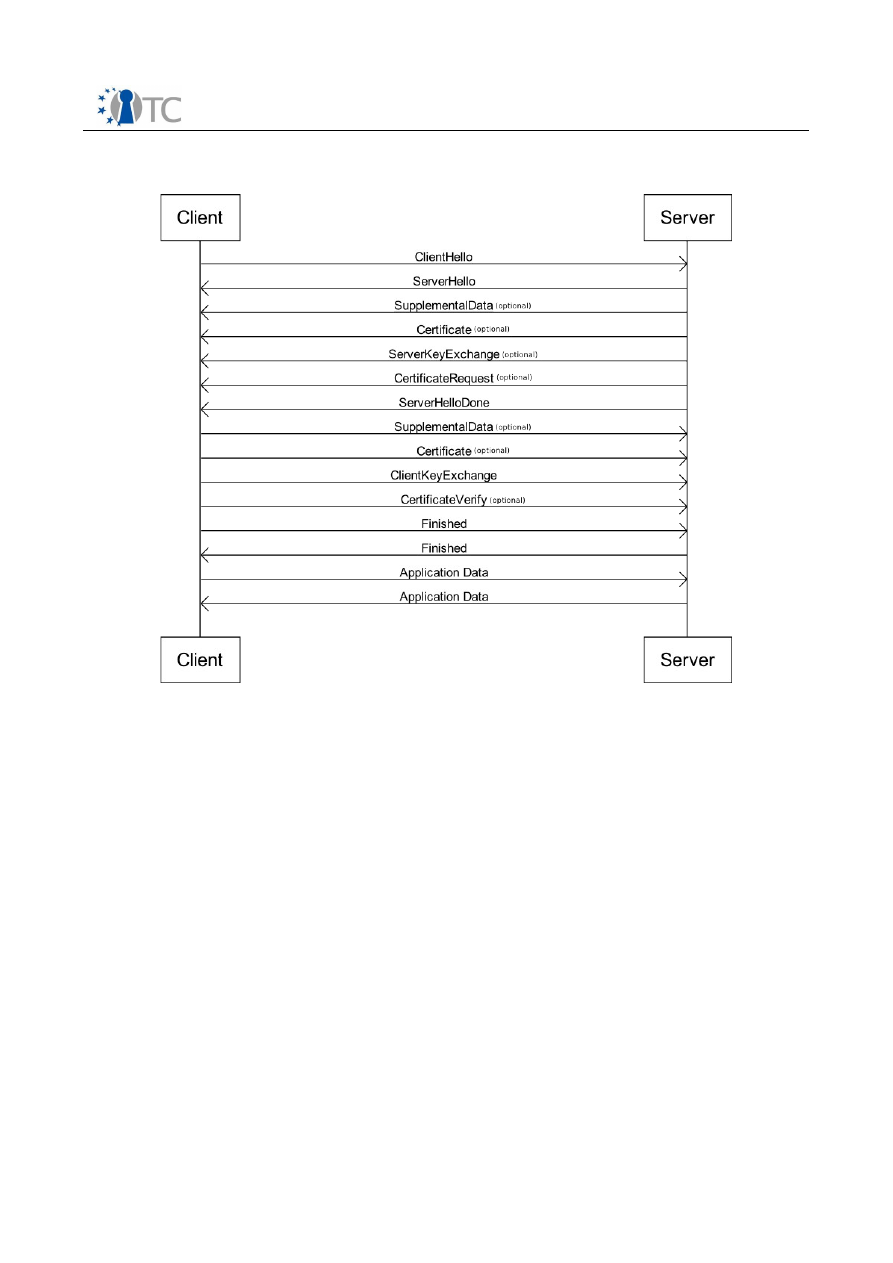 TC
Client Server
ClientHello
ServerHello
SupplementalData (optional)
Certificate (optional)
ServerKeyExchange (optional)
CertificateRequest (optional)
ServerHelloDone
SupplementalData (optional)
Certificate (optional)
ClientKeyExchange
CertificateVerify (optional)
Finished
Finished
Application Data
Application Data
Client Server